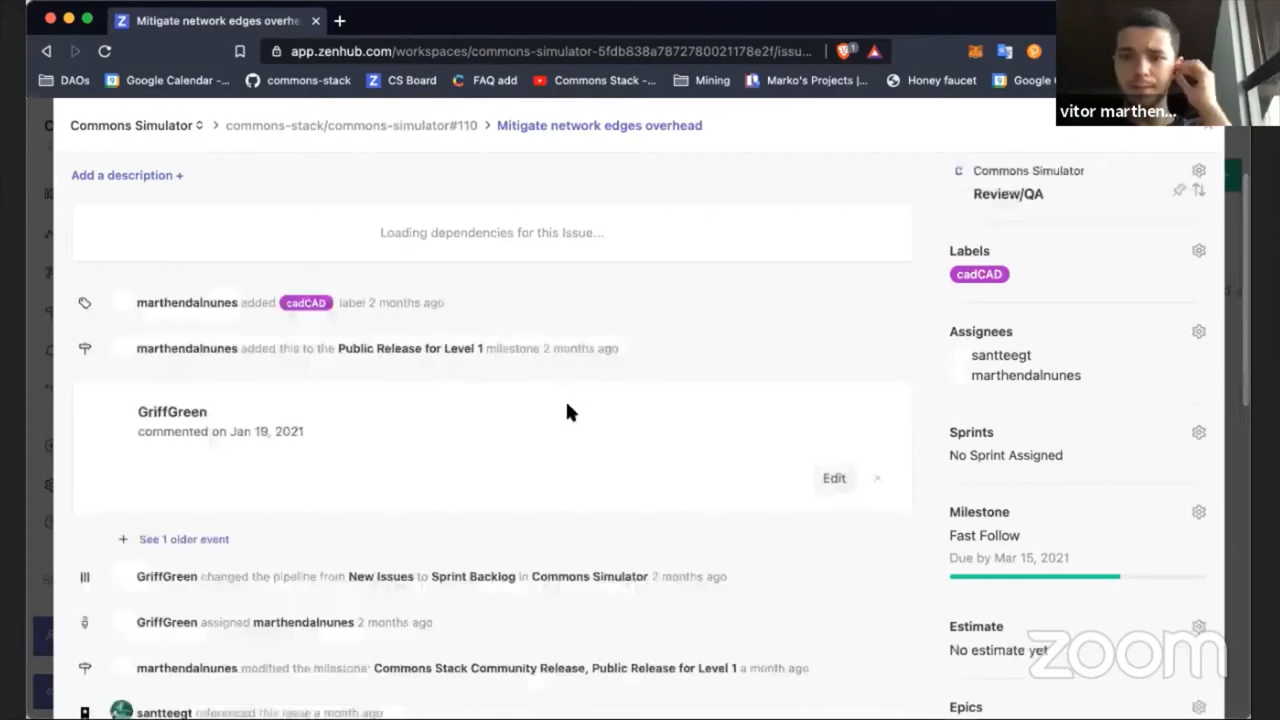 Mitigate network edges overhe
app.zenhub.com/workspaces/commons-simulator-5fdb838a7872780021178e2f/issu...
DAOs
Google Calendar -...
commons-stack
CS Board
FAQ add
Commons Stack -...
Mining
Marko's Projects |...
Honey faucet
Google
vitor marthen...
Commons Simulator > commons-stack/commons-simulator#110 > Mitigate network edges overhead
Add a description +
Loading dependencies for this Issue...
marthendalnunes added cadCAD label 2 months ago
marthendalnunes added this to the Public Release for Level 1 milestone 2 months ago
GriffGreen
commented on Jan 19, 2021
Edit
+ See 1 older event
GriffGreen changed the pipeline from New Issues to Sprint Backlog in Commons Simulator 2 months ago
GriffGreen assigned marthendalnunes 2 months ago
marthendalnunes modified the milestone: Commons Stack Community Release, Public Release for Level 1 a month ago
santteegt referenced this issue a month ago
Commons Simulator
Review/QA
Labels
cadCAD
Assignees
santteegt
marthendalnunes
Sprints
No Sprint Assigned
Milestone
Fast Follow
Due by Mar 15, 2021
Estimate
No estimate yet
Epics
zoom